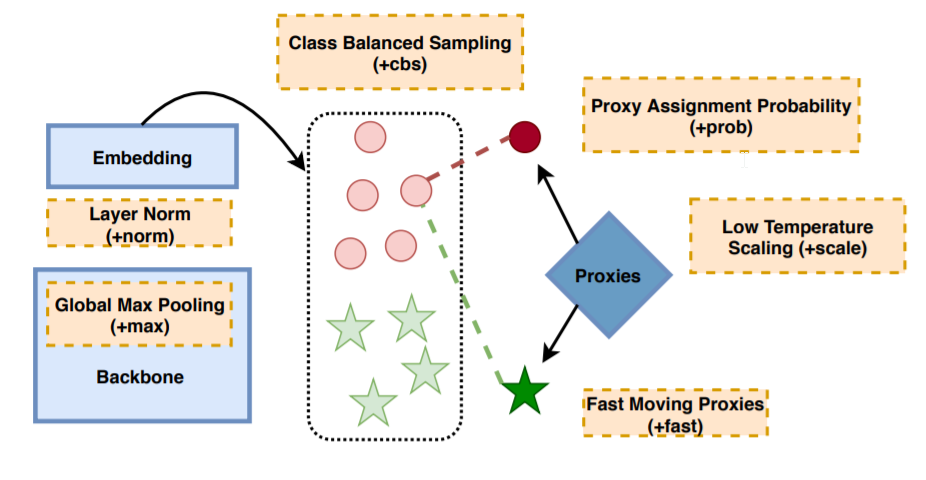 Class Balanced Sampling
(+cbs)
Proxy Assignment Probability
(+prob)
Embedding
Layer Norm
(+norm)
Low Temperature
Scaling (+scale)
Proxies
Global Max Pooling
(+max)
Backbone
Fast Moving Proxies
(+fast)